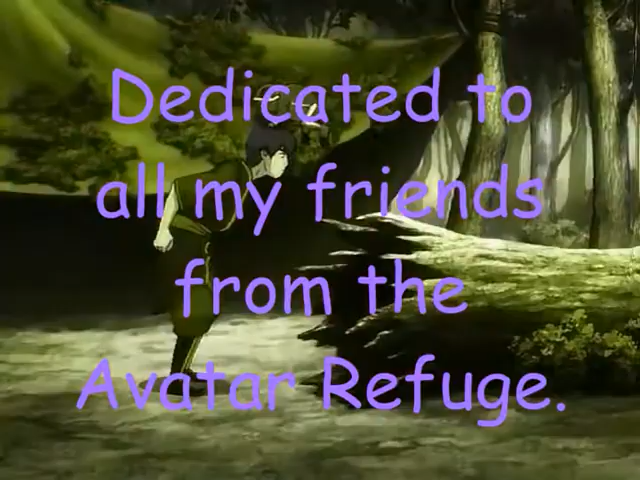 Dedicated to
all my friends
from the
Avatar Refuge.